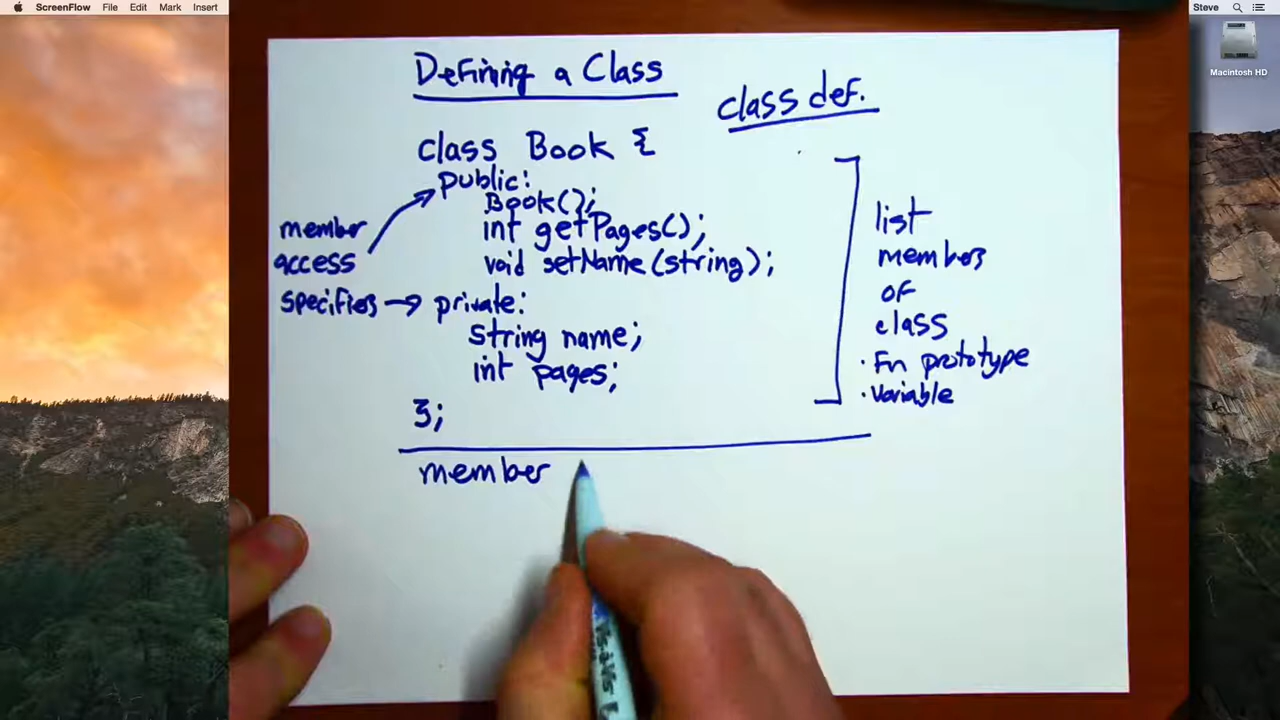 ScreenFlow File Edit Mark Insert
Steve
Macintosh HD
Defining a Class
class def.
class Book {
public:
Book();
int getPages();
void setName(string);
member
access
specifiers
private:
string name;
int pages;
};
list
members
of
class
· Fn prototype
· variable
member